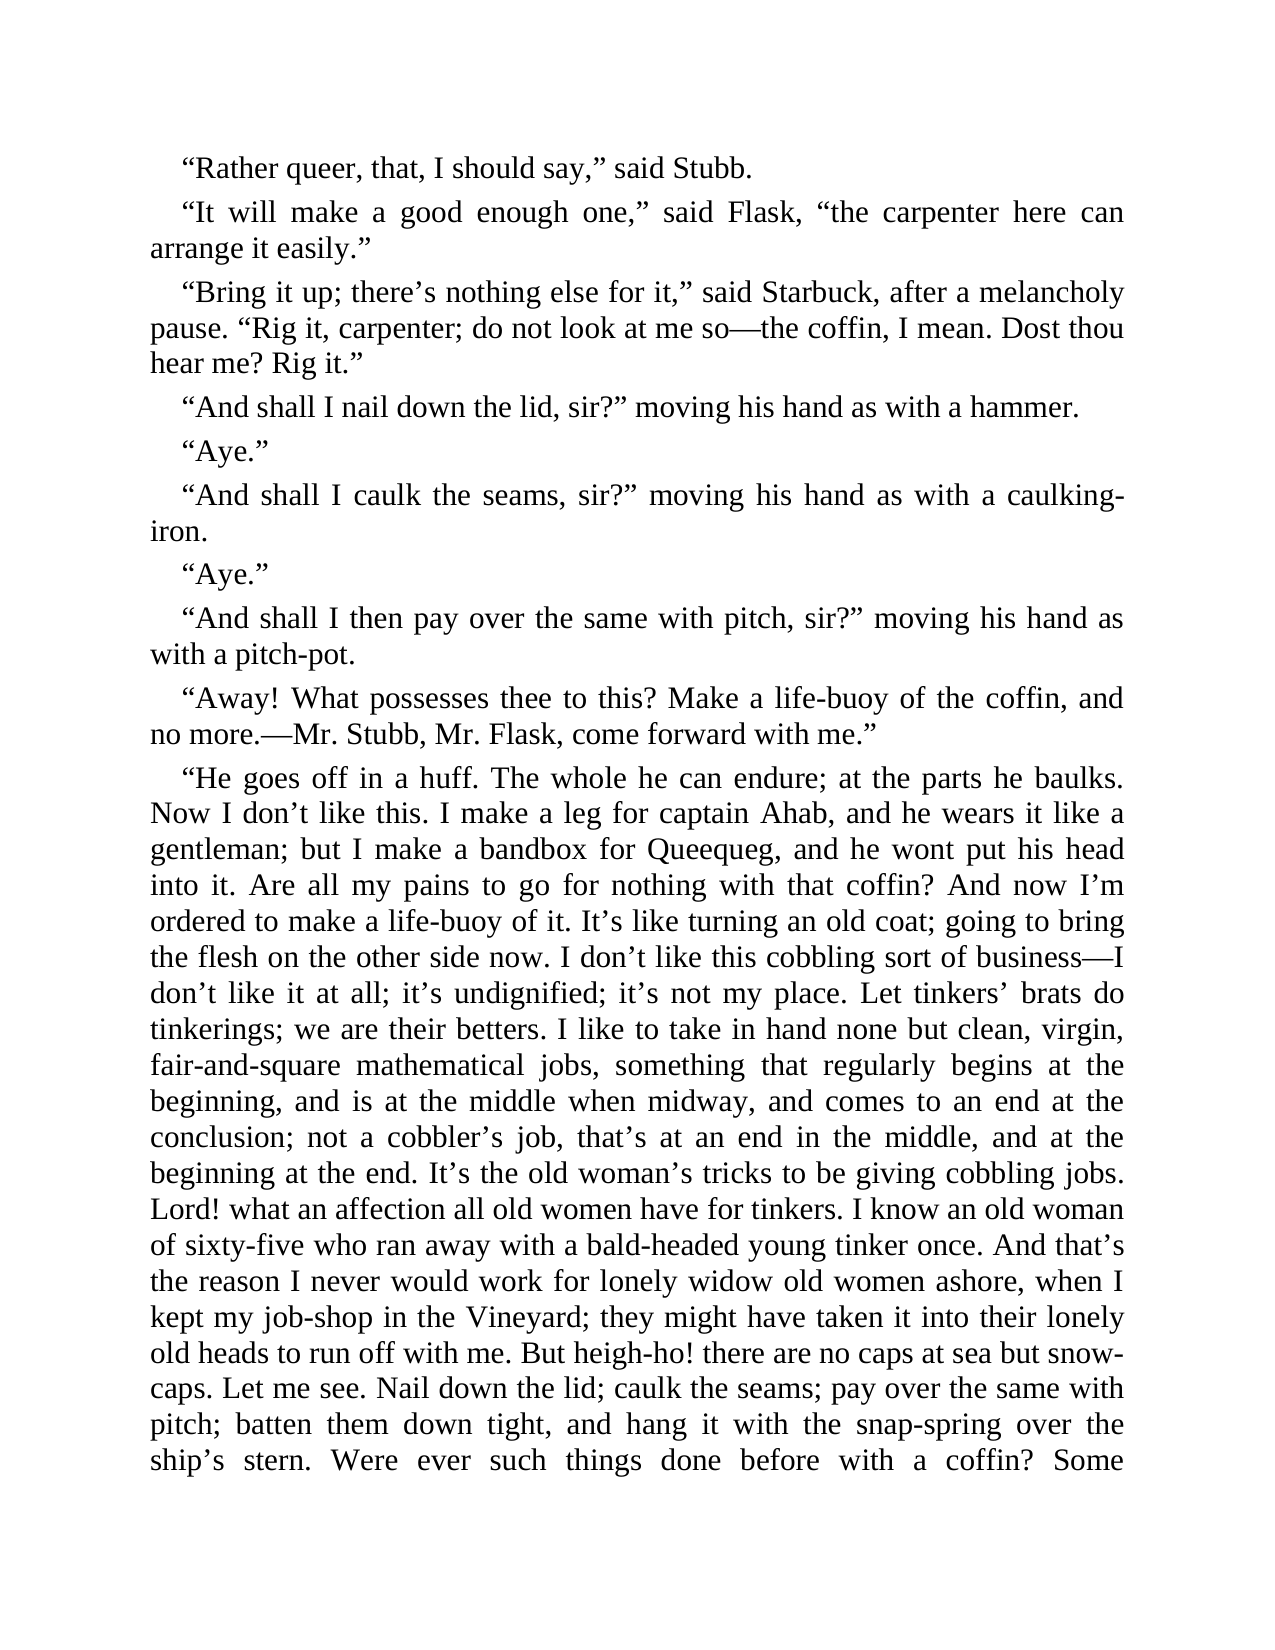 “Rather queer, that, I should say,” said Stubb.
“It will make a good enough one,” said Flask, “the carpenter here can
arrange it easily.”
“Bring it up; there’s nothing else for it,” said Starbuck, after a melancholy
pause. “Rig it, carpenter; do not look at me so—the coffin, I mean. Dost thou
hear me? Rig it.”
“And shall I nail down the lid, sir?” moving his hand as with a hammer.
“Aye.”
“And shall I caulk the seams, sir?” moving his hand as with a caulking-
iron.
“Aye.”
“And shall I then pay over the same with pitch, sir?” moving his hand as
with a pitch-pot.
“Away! What possesses thee to this? Make a life-buoy of the coffin, and
no more.—Mr. Stubb, Mr. Flask, come forward with me.”
“He goes off in a huff. The whole he can endure; at the parts he baulks.
Now I don’t like this. I make a leg for captain Ahab, and he wears it like a
gentleman; but I make a bandbox for Queequeg, and he wont put his head
into it. Are all my pains to go for nothing with that coffin? And now I’m
ordered to make a life-buoy of it. It’s like turning an old coat; going to bring
the flesh on the other side now. I don’t like this cobbling sort of business—I
don’t like it at all; it’s undignified; it’s not my place. Let tinkers’ brats do
tinkerings; we are their betters. I like to take in hand none but clean, virgin,
fair-and-square mathematical jobs, something that regularly begins at the
beginning, and is at the middle when midway, and comes to an end at the
conclusion; not a cobbler’s job, that’s at an end in the middle, and at the
beginning at the end. It’s the old woman’s tricks to be giving cobbling jobs.
Lord! what an affection all old women have for tinkers. I know an old woman
of sixty-five who ran away with a bald-headed young tinker once. And that’s
the reason I never would work for lonely widow old women ashore, when I
kept my job-shop in the Vineyard; they might have taken it into their lonely
old heads to run off with me. But heigh-ho! there are no caps at sea but snow-
caps. Let me see. Nail down the lid; caulk the seams; pay over the same with
pitch; batten them down tight, and hang it with the snap-spring over the
ship’s stern. Were ever such things done before with a coffin? Some